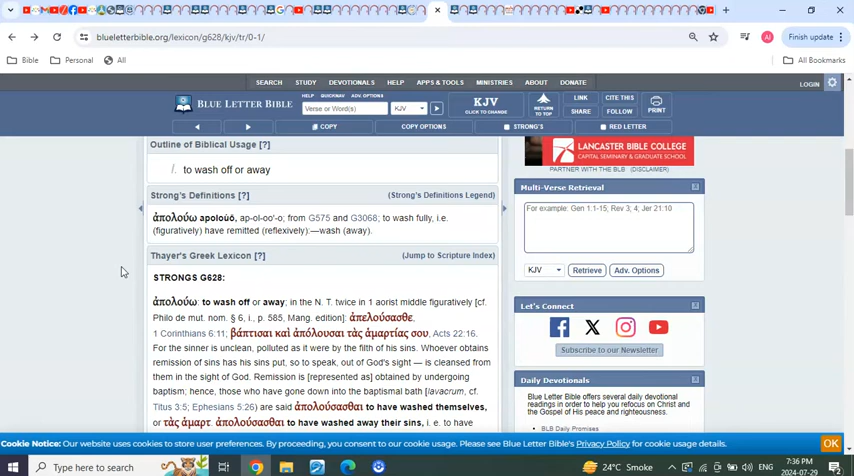 blueletterbible.org/lexicon/g628/kjv/tr/0-1/
Finish update
Bible
Personal
All
All Bookmarks
SEARCH STUDY DEVOTIONALS HELP APPS & TOOLS MINISTRIES ABOUT DONATE
LOGIN
BLUE LETTER BIBLE
HELP QUICKNAV ADV. OPTIONS
Verse or Word(s)
KJV
KJV
CLICK TO CHANGE
RETURN
TO TOP
LINK
SHARE
CITE THIS
FOLLOW
PRINT
COPY
COPY OPTIONS
STRONG'S
RED LETTER
Outline of Biblical Usage [?]
I. to wash off or away
Strong's Definitions [?]
(Strong's Definitions Legend)
ἀπολούω apoloúō, ap-ol-oo'-o; from G575 and G3068; to wash fully, i.e.
(figuratively) have remitted (reflexively):—wash (away).
Thayer's Greek Lexicon [?]
(Jump to Scripture Index)
STRONGS G628:
ἀπολούω: to wash off or away; in the N. T. twice in 1 aorist middle figuratively [cf.
Philo de mut. nom. § 6, i., p. 585, Mang. edition]: ἀπελούσασθε,
1 Corinthians 6:11; βάπτισαι καὶ ἀπόλουσαι τὰς ἁμαρτίας σου, Acts 22:16.
For the sinner is unclean, polluted as it were by the filth of his sins. Whoever obtains
remission of sins has his sins put, so to speak, out of God's sight — is cleansed from
them in the sight of God. Remission is [represented as] obtained by undergoing
baptism; hence, those who have gone down into the baptismal bath [lavacrum, cf.
Titus 3:5; Ephesians 5:26) are said ἀπολούσασθαι to have washed themselves,
or τὰς ἁμαρτ. ἀπολούσασθαι to have washed away their sins, i. e. to have
LANCASTER BIBLE COLLEGE
CAPITAL SEMINARY & GRADUATE SCHOOL
PARTNER WITH THE BLB (DISCLAIMER)
Multi-Verse Retrieval
For example: Gen 1:1-15; Rev 3; 4; Jer 21:10
KJV
Retrieve
Adv. Options
Let's Connect
Subscribe to our Newsletter
Daily Devotionals
Blue Letter Bible offers several daily devotional
readings in order to help you refocus on Christ and
the Gospel of His peace and righteousness.
BLB Daily Promises
Cookie Notice: Our website uses cookies to store user preferences. By proceeding, you consent to our cookie usage. Please see Blue Letter Bible's Privacy Policy for cookie usage details.
OK
Type here to search
24°C Smoke
ENG
7:36 PM
2024-07-29